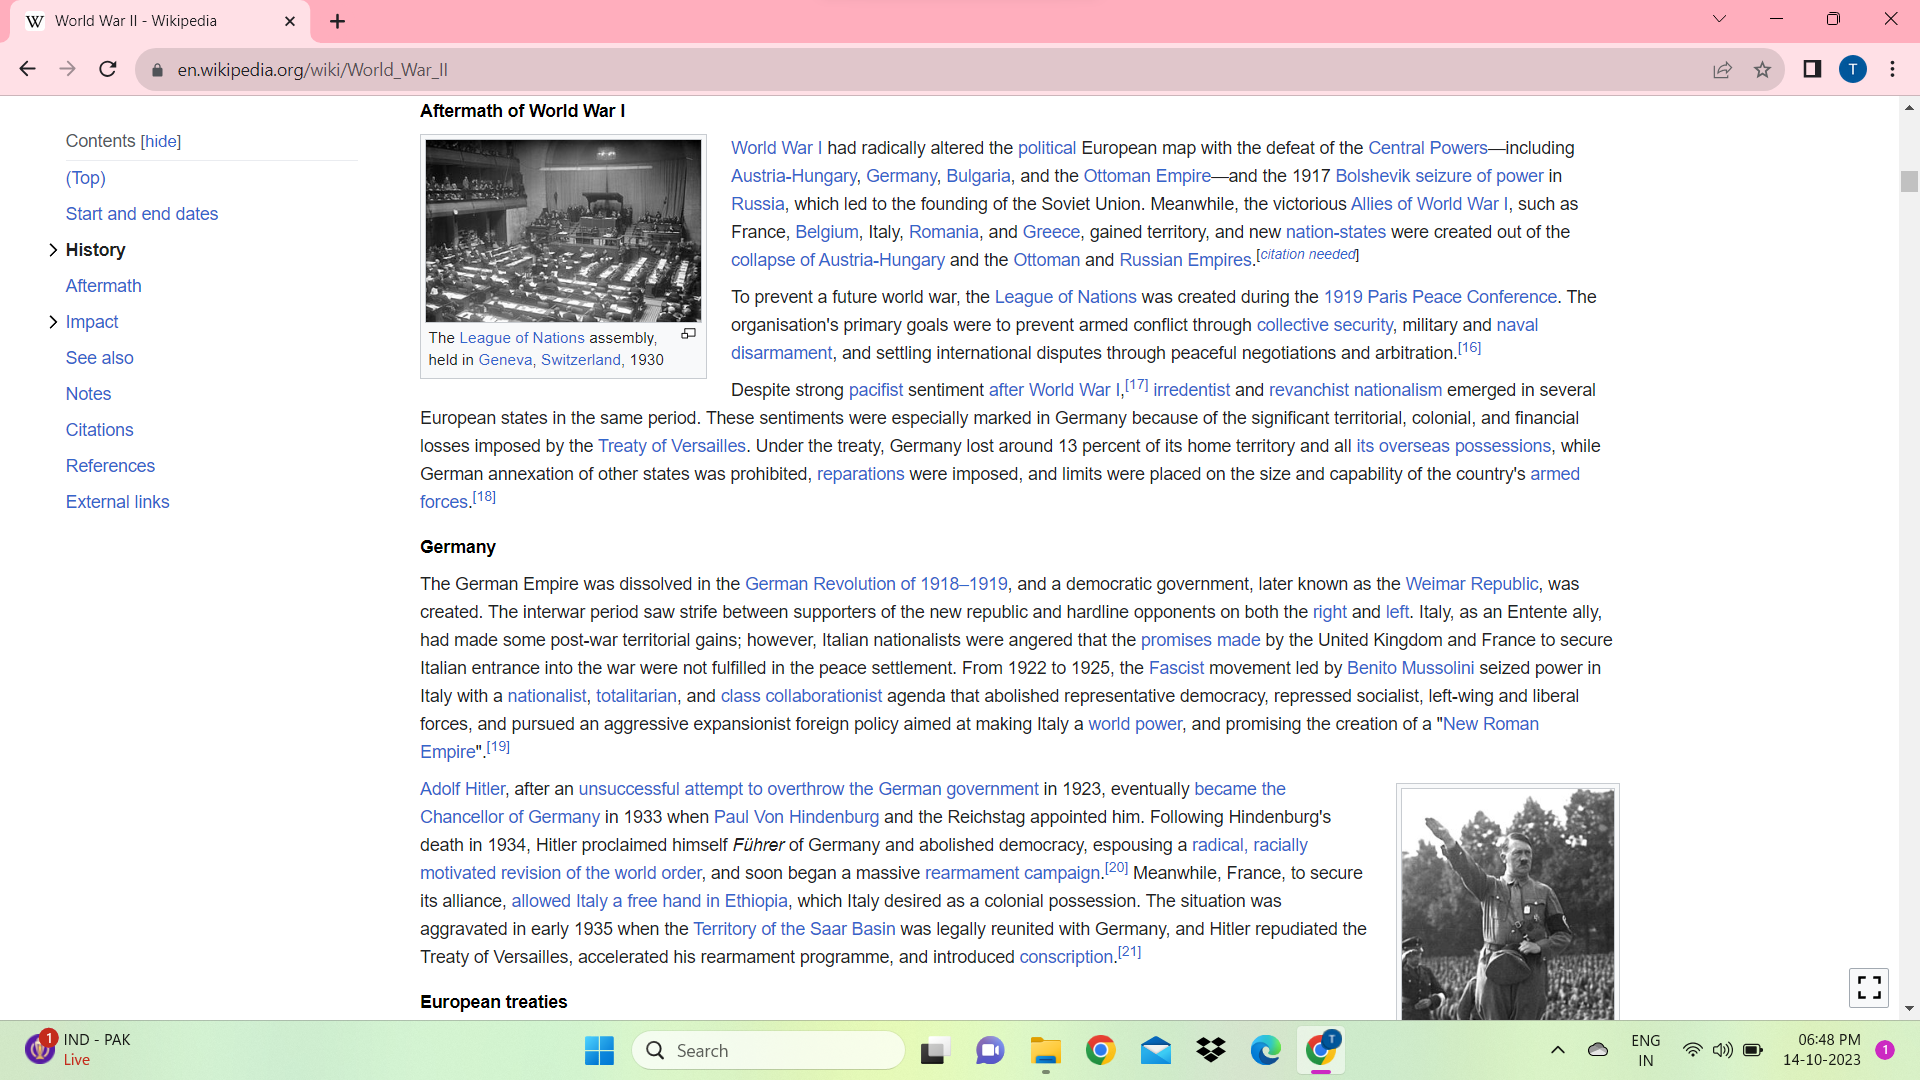 World War II - Wikipedia
en.wikipedia.org/wiki/World_War_II
T
Contents [hide]
(Top)
Start and end dates
History
Aftermath
Impact
See also
Notes
Citations
References
External links
Aftermath of World War I
The League of Nations assembly,
held in Geneva, Switzerland, 1930
World War I had radically altered the political European map with the defeat of the Central Powers—including
Austria-Hungary, Germany, Bulgaria, and the Ottoman Empire—and the 1917 Bolshevik seizure of power in
Russia, which led to the founding of the Soviet Union. Meanwhile, the victorious Allies of World War I, such as
France, Belgium, Italy, Romania, and Greece, gained territory, and new nation-states were created out of the
collapse of Austria-Hungary and the Ottoman and Russian Empires.[citation needed]
To prevent a future world war, the League of Nations was created during the 1919 Paris Peace Conference. The
organisation's primary goals were to prevent armed conflict through collective security, military and naval
disarmament, and settling international disputes through peaceful negotiations and arbitration.[16]
Despite strong pacifist sentiment after World War I,[17] irredentist and revanchist nationalism emerged in several
European states in the same period. These sentiments were especially marked in Germany because of the significant territorial, colonial, and financial
losses imposed by the Treaty of Versailles. Under the treaty, Germany lost around 13 percent of its home territory and all its overseas possessions, while
German annexation of other states was prohibited, reparations were imposed, and limits were placed on the size and capability of the country's armed
forces.[18]
Germany
The German Empire was dissolved in the German Revolution of 1918–1919, and a democratic government, later known as the Weimar Republic, was
created. The interwar period saw strife between supporters of the new republic and hardline opponents on both the right and left. Italy, as an Entente ally,
had made some post-war territorial gains; however, Italian nationalists were angered that the promises made by the United Kingdom and France to secure
Italian entrance into the war were not fulfilled in the peace settlement. From 1922 to 1925, the Fascist movement led by Benito Mussolini seized power in
Italy with a nationalist, totalitarian, and class collaborationist agenda that abolished representative democracy, repressed socialist, left-wing and liberal
forces, and pursued an aggressive expansionist foreign policy aimed at making Italy a world power, and promising the creation of a "New Roman
Empire".[19]
Adolf Hitler, after an unsuccessful attempt to overthrow the German government in 1923, eventually became the
Chancellor of Germany in 1933 when Paul Von Hindenburg and the Reichstag appointed him. Following Hindenburg's
death in 1934, Hitler proclaimed himself Führer of Germany and abolished democracy, espousing a radical, racially
motivated revision of the world order, and soon began a massive rearmament campaign.[20] Meanwhile, France, to secure
its alliance, allowed Italy a free hand in Ethiopia, which Italy desired as a colonial possession. The situation was
aggravated in early 1935 when the Territory of the Saar Basin was legally reunited with Germany, and Hitler repudiated the
Treaty of Versailles, accelerated his rearmament programme, and introduced conscription.[21]
European treaties
1
IND - PAK
Live
Search
T
ENG
IN
06:48 PM
14-10-2023
1